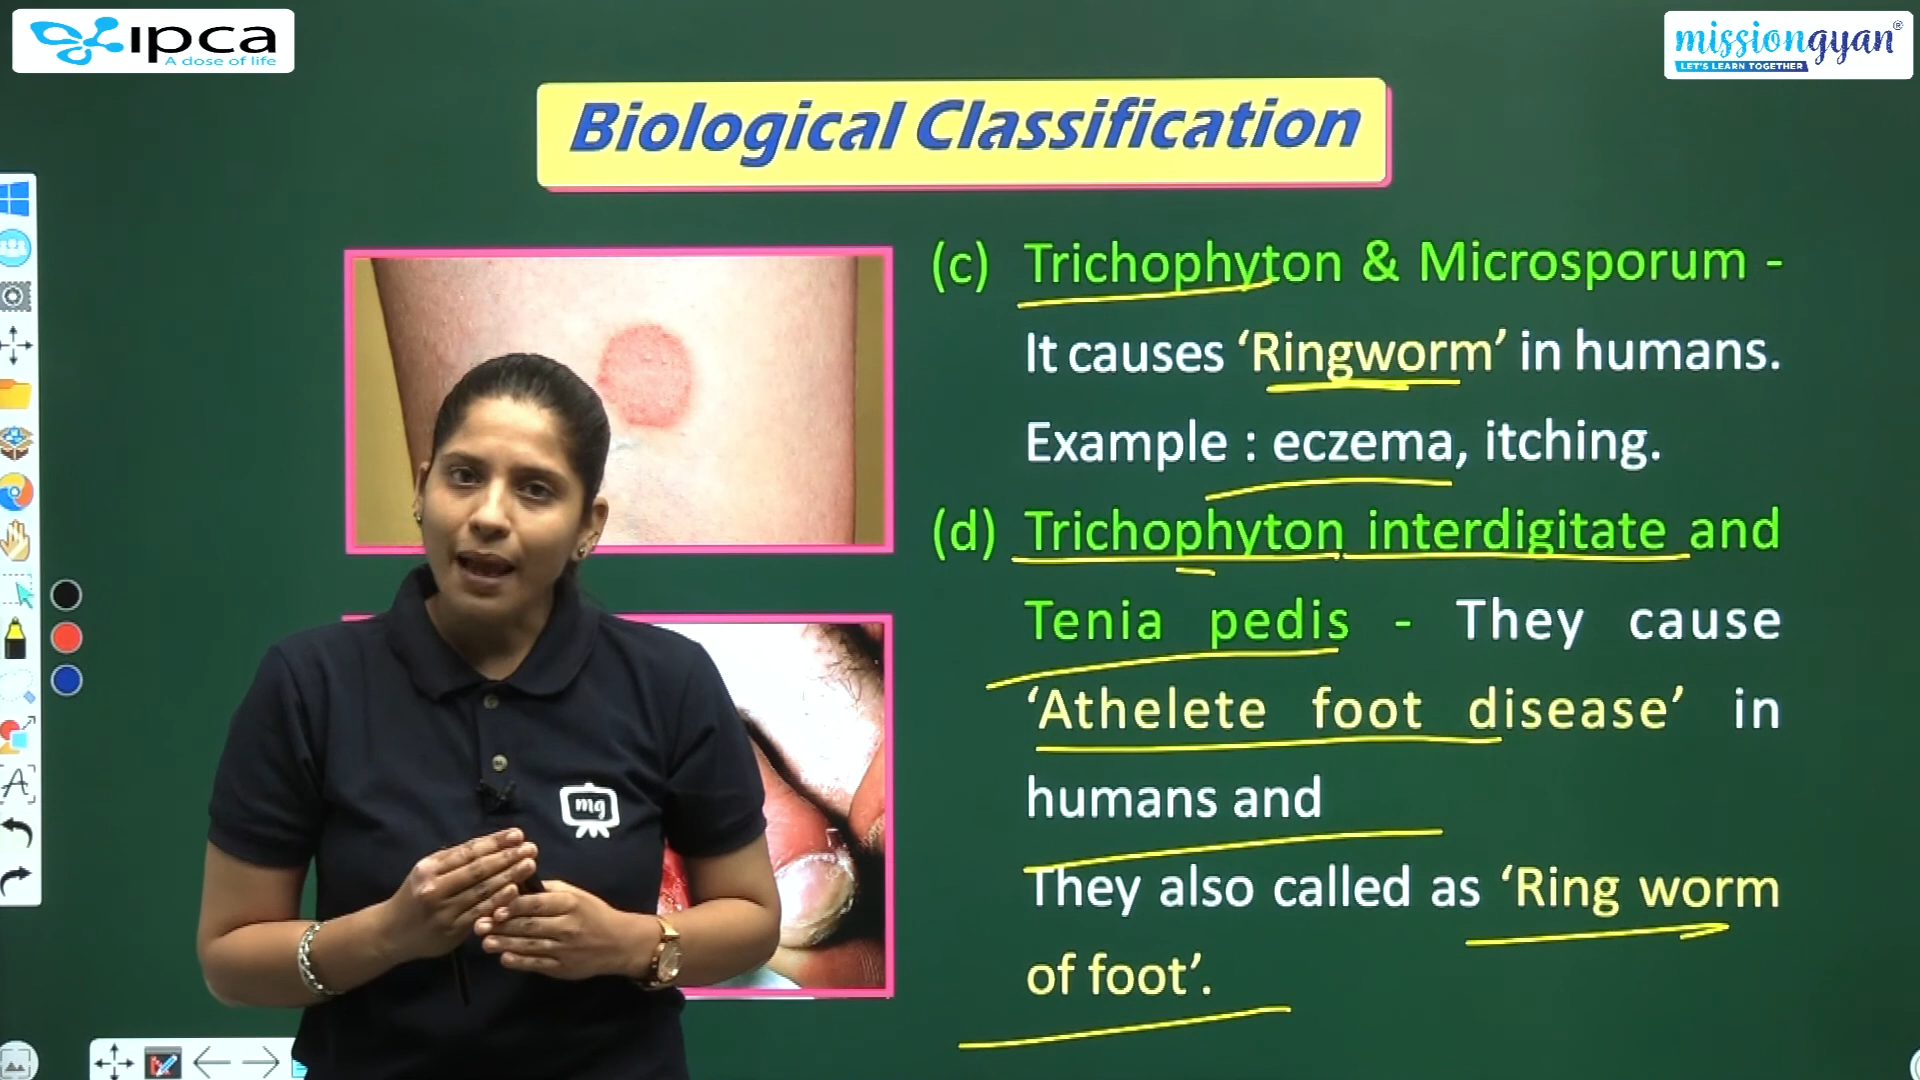 ipca
A dose of life
missiongyan®
LET'S LEARN TOGETHER
Biological Classification
(c) Trichophyton & Microsporum -
It causes ‘Ringworm’ in humans.
Example : eczema, itching.
(d) Trichophyton interdigitate and
Tenia pedis - They cause
‘Athelete foot disease’ in
humans and
They also called as ‘Ring worm
of foot’.
mg
A